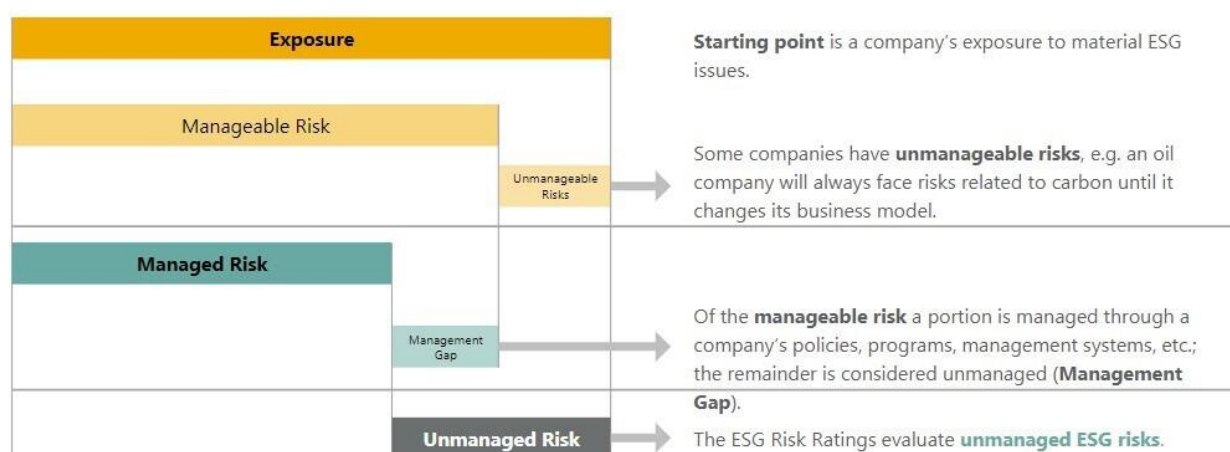 Exposure
Starting point is a company's exposure to material ESG
issues.
Manageable Risk
Unmanageable
Risks
Some companies have unmanageable risks, e.g. an oil
company will always face risks related to carbon until it
changes its business model.
Managed Risk
Management
Gap
Of the manageable risk a portion is managed through a
company's policies, programs, management systems, etc.;
the remainder is considered unmanaged (Management
Gap).
Unmanaged Risk
The ESG Risk Ratings evaluate unmanaged ESG risks.